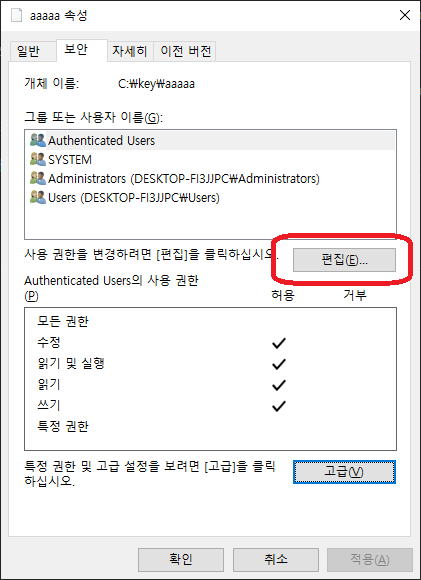 aaaaa 속성
일반 보안 자세히 이전 버전
개체 이름: C:\key\aaaaa
그룹 또는 사용자 이름(G):
Authenticated Users
SYSTEM
Administrators (DESKTOP-FI3JJPC\Administrators)
Users (DESKTOP-FI3JJPC\Users)
사용 권한을 변경하려면 [편집]을 클릭하십시오.
편집(E)...
Authenticated Users의 사용 권한
(P) 허용 거부
모든 권한
수정
읽기 및 실행
읽기
쓰기
특정 권한
특정 권한 및 고급 설정을 보려면 [고급]을 클릭
하십시오.
고급(V)
확인 취소 적용(A)